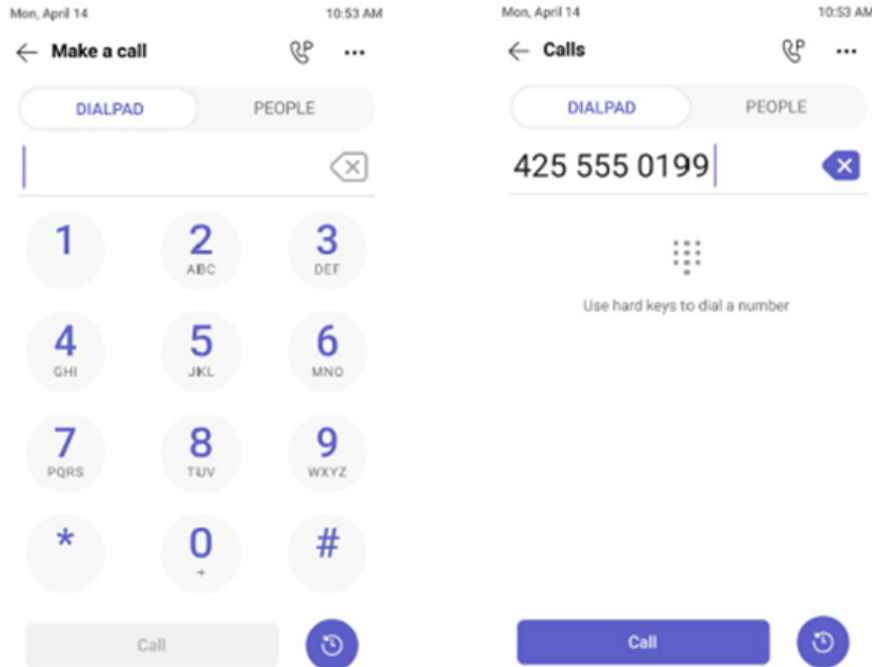 Mon, April 14 10:53 AM
Make a call
DIALPAD PEOPLE
1 2 3
ABC DEF
4 5 6
GHI JKL MNO
7 8 9
PQRS TUV WXYZ
* 0 #
+
Call
Mon, April 14 10:53 AM
Calls
DIALPAD PEOPLE
425 555 0199
Use hard keys to dial a number
Call